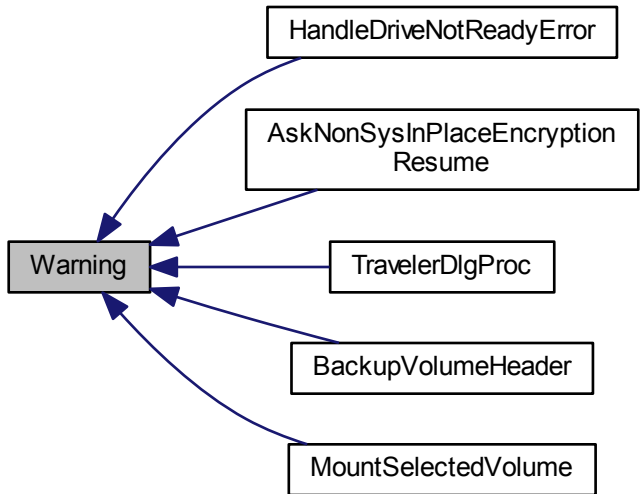 HandleDriveNotReadyError
AskNonSysInPlaceEncryption
Resume
Warning
TravelerDlgProc
BackupVolumeHeader
MountSelectedVolume